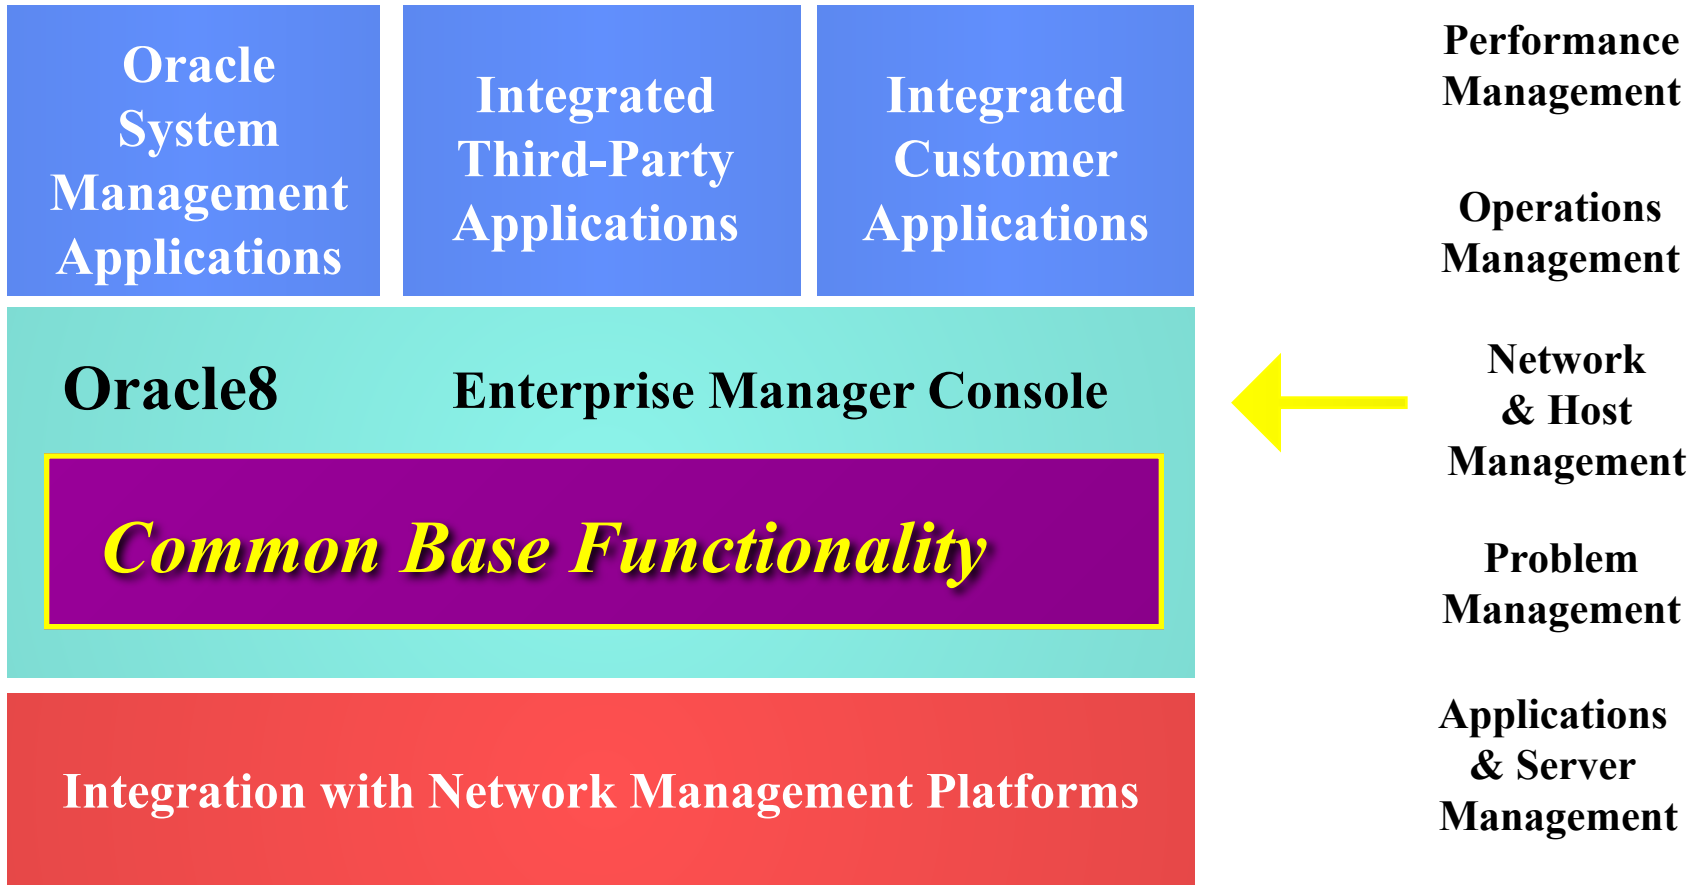 Oracle
System
Management
Applications
Integrated
Third-Party
Applications
Integrated
Customer
Applications
Oracle8
Enterprise Manager Console
Common Base Functionality
Integration with Network Management Platforms
Performance
Management
Operations
Management
Network
& Host
Management
Problem
Management
Applications
& Server
Management